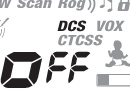 W Scan Rog
DCS VOX
CTCSS
OFF